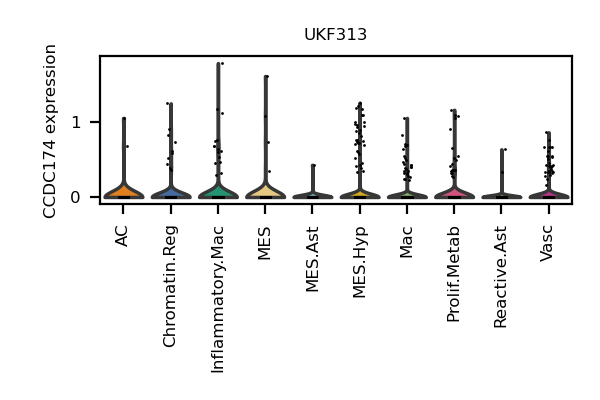 UKF313
CCDC174 expression
1
0
AC
Chromatin.Reg
Inflammatory.Mac
MES
MES.Ast
MES.Hyp
Mac
Prolif.Metab
Reactive.Ast
Vasc